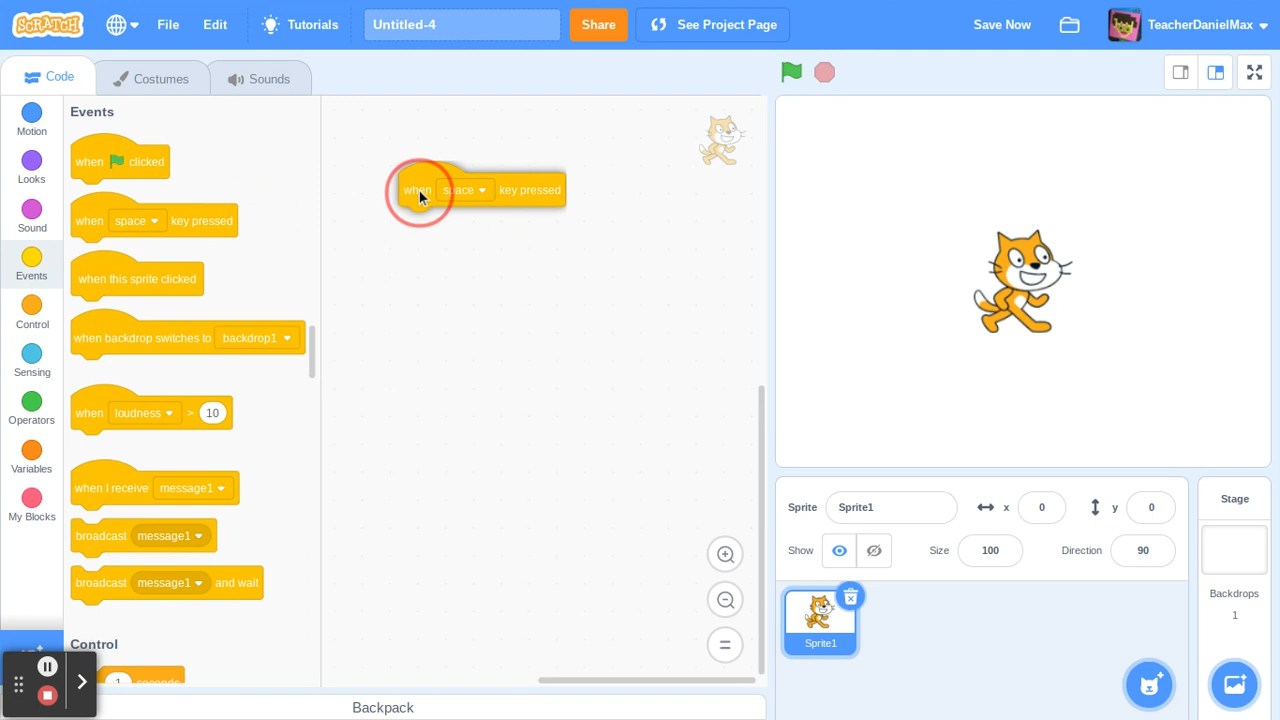 SCRATCH File Edit Tutorials Untitled-4 Share See Project Page Save Now TeacherDanielMax
Code Costumes Sounds
Motion
Looks
Sound
Events
Control
Sensing
Operators
Variables
My Blocks
Events
when clicked
when space key pressed
when this sprite clicked
when backdrop switches to backdrop1
when loudness > 10
when I receive message1
broadcast message1
broadcast message1 and wait
Control
1 seconds
when space key pressed
Backpack
Sprite Sprite1 x 0 y 0
Show Size 100 Direction 90
Sprite1
Stage
Backdrops
1